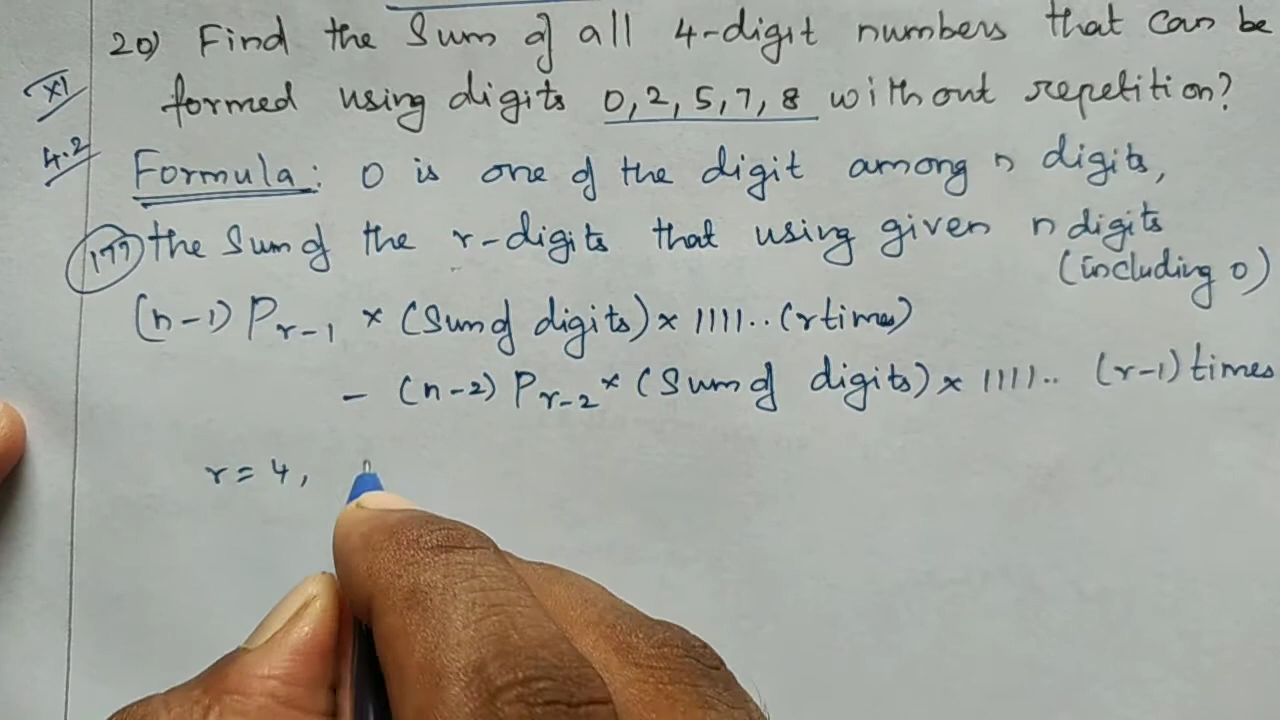 20) Find the Sum of all 4-digit numbers that can be
XI
formed using digits 0, 2, 5, 7, 8 without repetition?
4.2
Formula: 0 is one of the digit among n digits,
177 the Sum of the r-digits that using given n digits
(including 0)
(n-1) P r-1 × (Sum of digits) × 1111.. (r times)
- (n-2) P r-2 × (Sum of digits) × 1111.. (r-1) times
r = 4, n